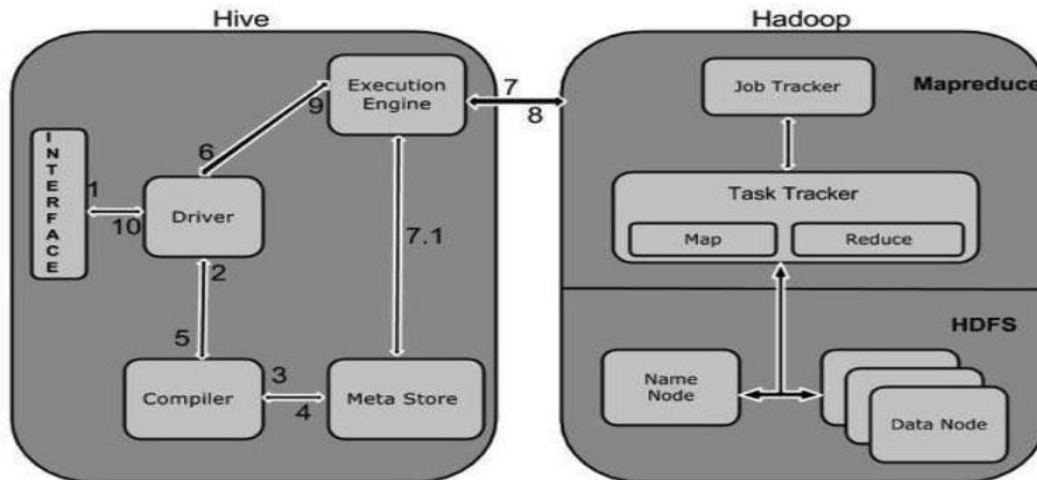 Hive
Hadoop
Execution
Engine
7
8
Job Tracker
Mapreduce
9
6
INTERFACE
1
10
Driver
Task Tracker
Map
Reduce
7.1
2
5
HDFS
Compiler
3
4
Meta Store
Name
Node
Data Node